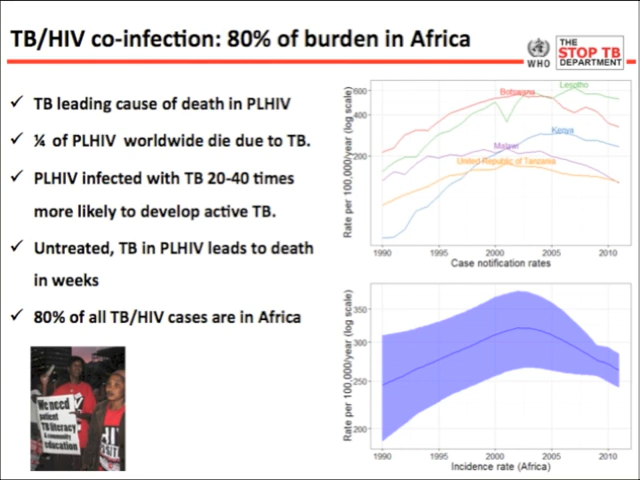 TB/HIV co-infection: 80% of burden in Africa
WHO
THE
STOP TB
DEPARTMENT
✓ TB leading cause of death in PLHIV
✓ ¼ of PLHIV worldwide die due to TB.
✓ PLHIV infected with TB 20-40 times
more likely to develop active TB.
✓ Untreated, TB in PLHIV leads to death
in weeks
✓ 80% of all TB/HIV cases are in Africa
We need
patient
TB literacy
& community
education
Rate per 100,000/year (log scale)
600
400
200
Botswana
Lesotho
Kenya
Malawi
United Republic of Tanzania
1990 1995 2000 2005 2010
Case notification rates
Rate per 100,000/year (log scale)
350
300
250
200
1990 1995 2000 2005 2010
Incidence rate (Africa)